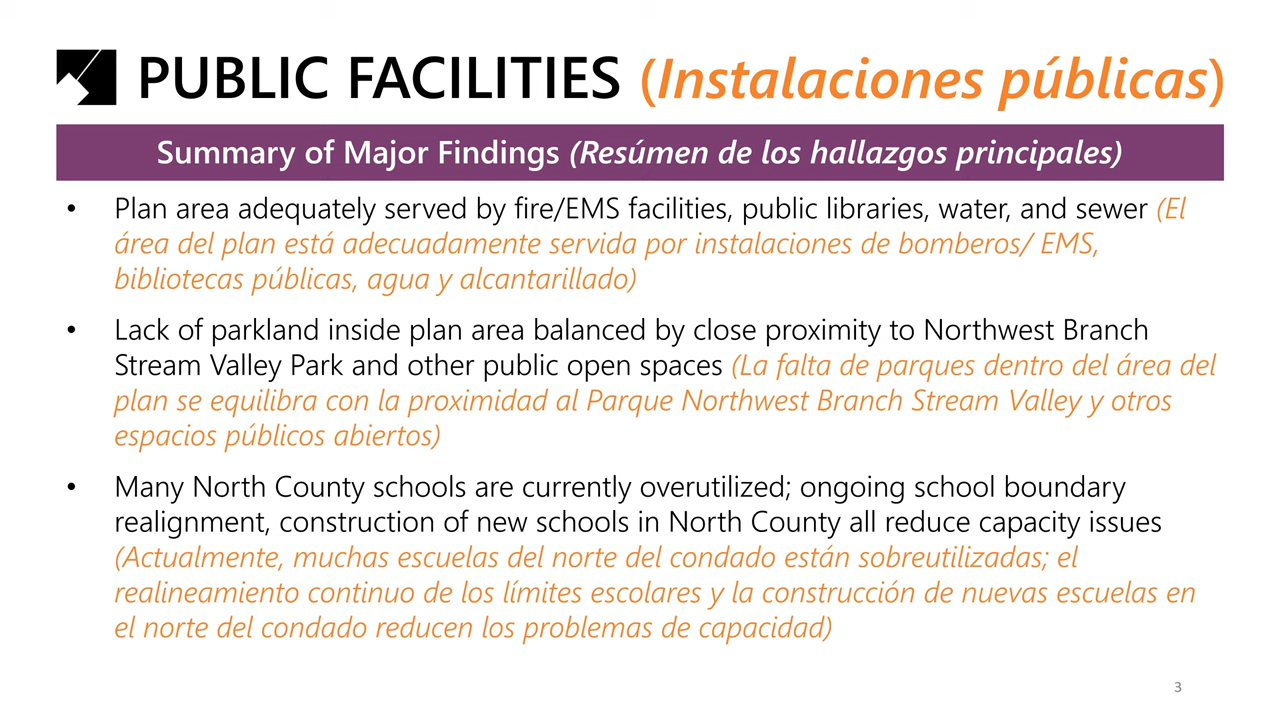 PUBLIC FACILITIES (Instalaciones públicas)
Summary of Major Findings (Resúmen de los hallazgos principales)
• Plan area adequately served by fire/EMS facilities, public libraries, water, and sewer (El
área del plan está adecuadamente servida por instalaciones de bomberos/ EMS,
bibliotecas públicas, agua y alcantarillado)
• Lack of parkland inside plan area balanced by close proximity to Northwest Branch
Stream Valley Park and other public open spaces (La falta de parques dentro del área del
plan se equilibra con la proximidad al Parque Northwest Branch Stream Valley y otros
espacios públicos abiertos)
• Many North County schools are currently overutilized; ongoing school boundary
realignment, construction of new schools in North County all reduce capacity issues
(Actualmente, muchas escuelas del norte del condado están sobreutilizadas; el
realineamiento continuo de los límites escolares y la construcción de nuevas escuelas en
el norte del condado reducen los problemas de capacidad)
3